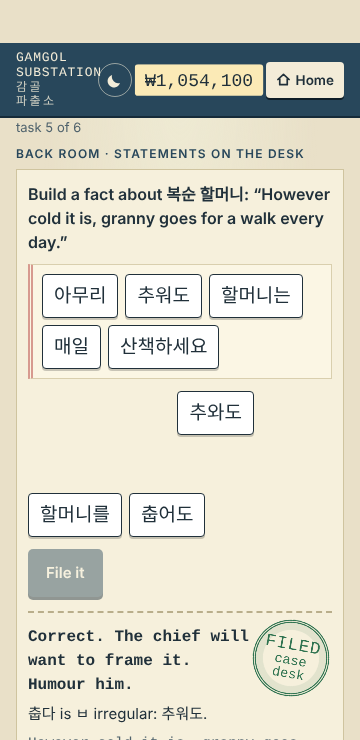 GAMGOL
SUBSTATION
감골
파출소
₩1,054,100
Home
task 5 of 6
BACK ROOM · STATEMENTS ON THE DESK
Build a fact about 복순 할머니: “However
cold it is, granny goes for a walk every
day.”
아무리 추워도 할머니는
매일 산책하세요
추와도
할머니를 춥어도
File it
Correct. The chief will
want to frame it.
Humour him.
FILED
case
desk
춥다 is ㅂ irregular: 추워도.